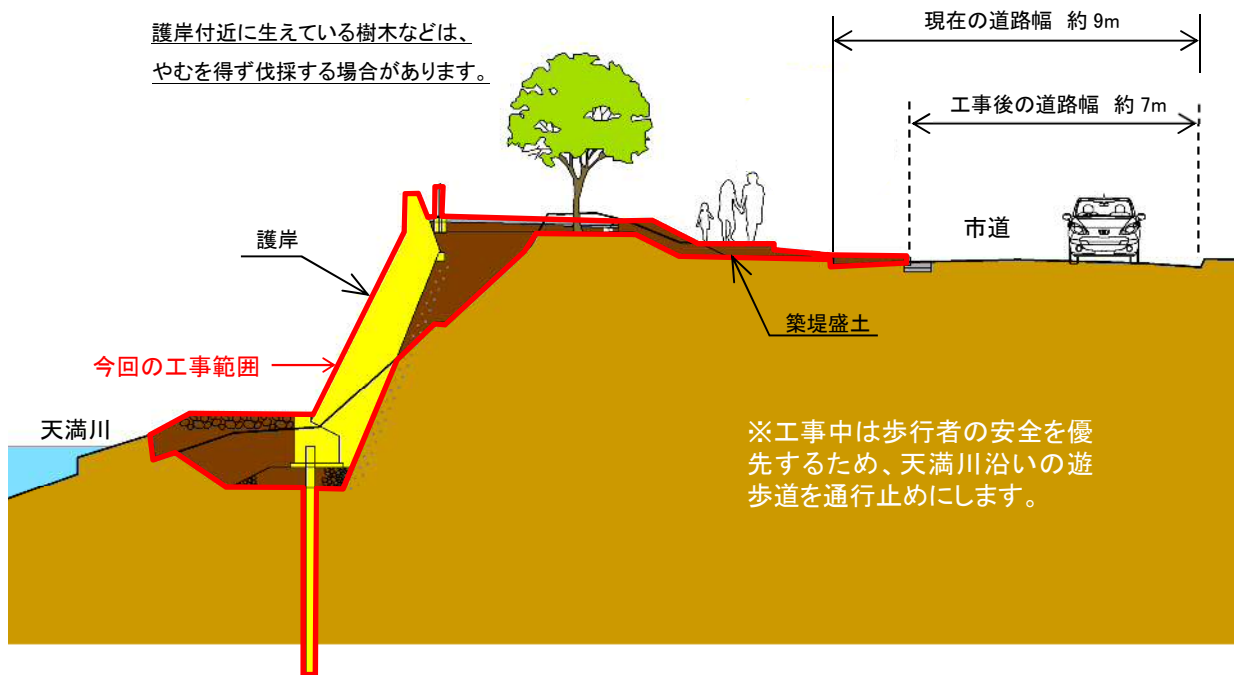 護岸付近に生えている樹木などは、
やむを得ず伐採する場合があります。
現在の道路幅 約9m
工事後の道路幅 約7m
市道
護岸
築堤盛土
今回の工事範囲
天満川
※工事中は歩行者の安全を優
先するため、天満川沿いの遊
歩道を通行止めにします。